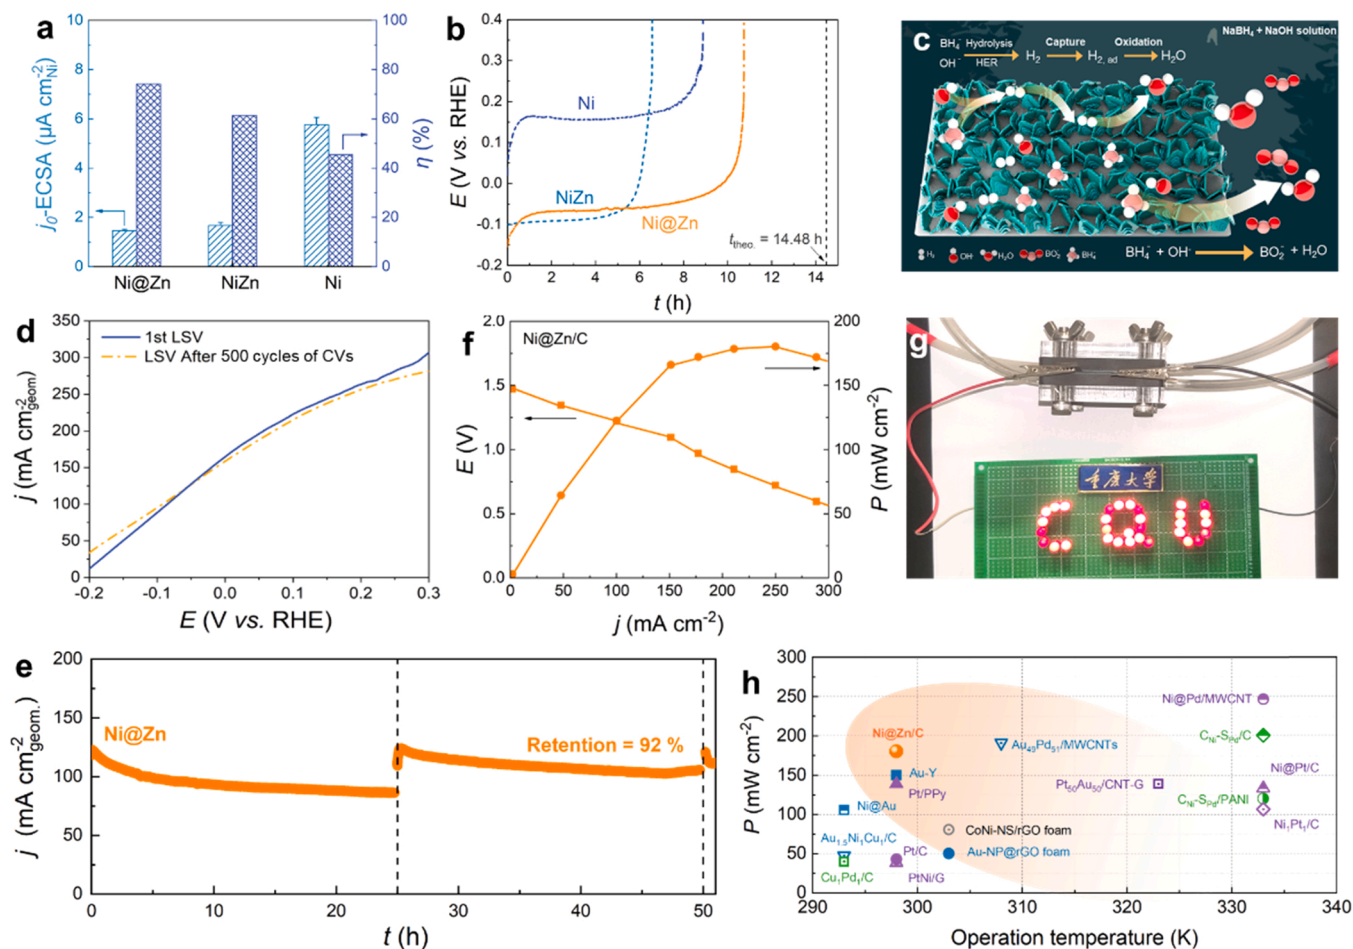 a
j0-ECSA (μA cm-2Ni)
10
8
6
4
2
0
100
80
60
40
20
0
η (%)
Ni@Zn NiZn Ni
b
E (V vs. RHE)
0.4
0.3
0.2
0.1
0.0
-0.1
-0.2
Ni
NiZn
Ni@Zn
ttheo. = 14.48 h
0 2 4 6 8 10 12 14
t (h)
c
NaBH4 + NaOH solution
BH4- Hydrolysis Capture Oxidation
OH- HER H2 H2, ad H2O
H2 OH- H2O BO2- BH4-
BH4- + OH- BO2- + H2O
d
j (mA cm-2geom)
350
300
250
200
150
100
50
0
1st LSV
LSV After 500 cycles of CVs
-0.2 -0.1 0.0 0.1 0.2 0.3
E (V vs. RHE)
f
Ni@Zn/C
E (V)
2.0
1.5
1.0
0.5
0.0
200
150
100
50
0
P (mW cm-2)
0 50 100 150 200 250 300
j (mA cm-2)
g
重庆大学
CQU
e
j (mA cm-2geom.)
200
150
100
50
0
Ni@Zn
Retention = 92 %
0 10 20 30 40 50
t (h)
h
P (mW cm-2)
300
250
200
150
100
50
0
Ni@Pd/MWCNT
Ni@Zn/C
Au49Pd51/MWCNTs
CNi-SPd/C
Au-Y
Pt/PPy
Pt50Au50/CNT-G
Ni@Pt/C
Ni@Au
CNi-SPd/PANI
CoNi-NS/rGO foam
Ni1Pt1/C
Au1.5Ni1Cu1/C
Pt/C
Au-NP@rGO foam
Cu1Pd1/C
PtNi/G
290 300 310 320 330 340
Operation temperature (K)